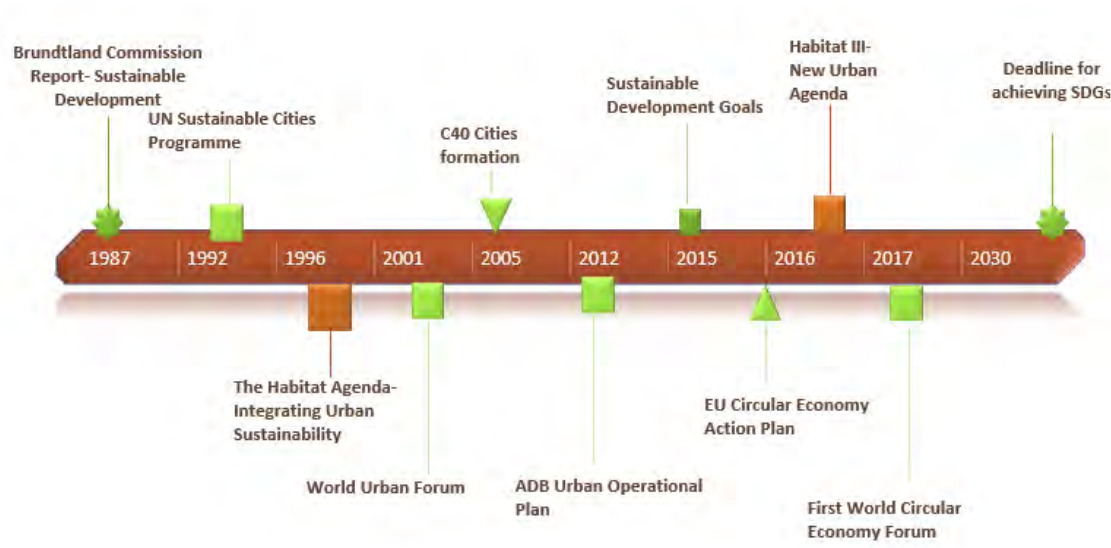 Brundtland Commission
Report- Sustainable
Development
UN Sustainable Cities
Programme
C40 Cities
formation
Sustainable
Development Goals
Habitat III-
New Urban
Agenda
Deadline for
achieving SDGs
1987
1992
1996
2001
2005
2012
2015
2016
2017
2030
The Habitat Agenda-
Integrating Urban
Sustainability
World Urban Forum
ADB Urban Operational
Plan
EU Circular Economy
Action Plan
First World Circular
Economy Forum